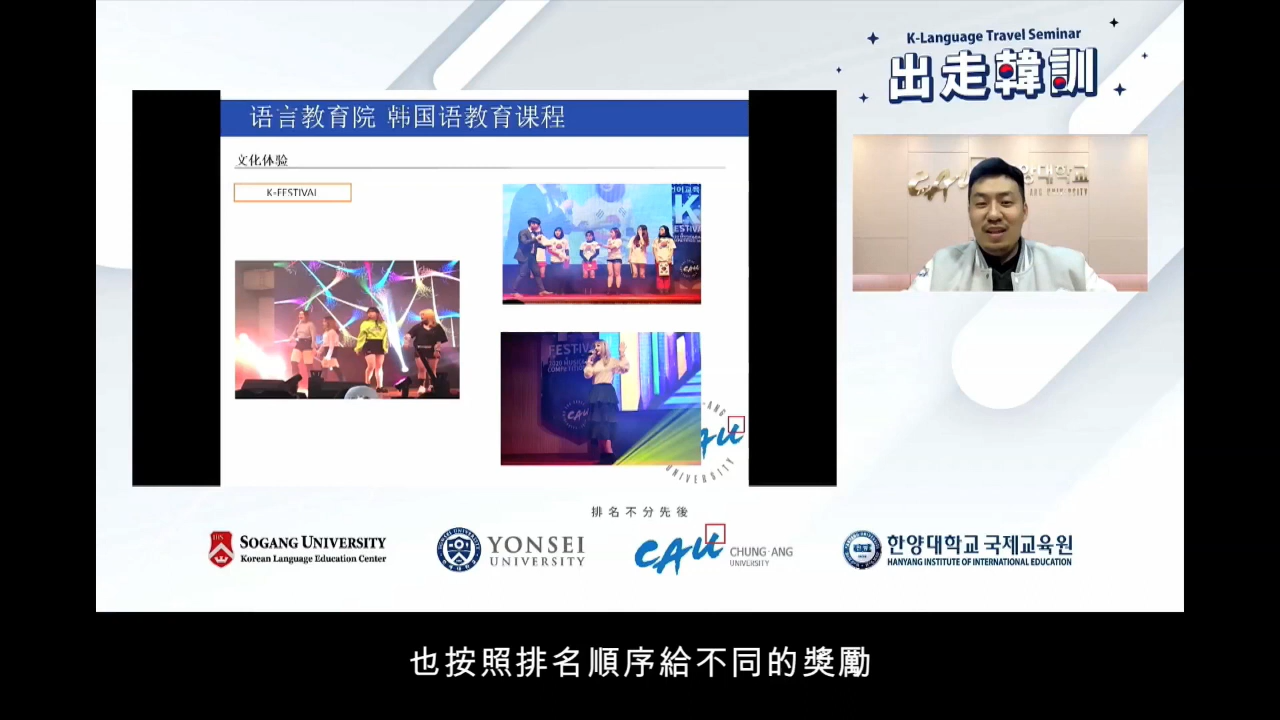 K-Language Travel Seminar
出走韓訓
语言教育院 韩国语教育课程
文化体验
K-FESTIVAL
CAU
UNIVERSITY
排名不分先後
SOGANG UNIVERSITY
Korean Language Education Center
YONSEI
UNIVERSITY
CAU
CHUNG-ANG
UNIVERSITY
한양대학교 국제교육원
HANYANG INSTITUTE OF INTERNATIONAL EDUCATION
也按照排名順序給不同的獎勵